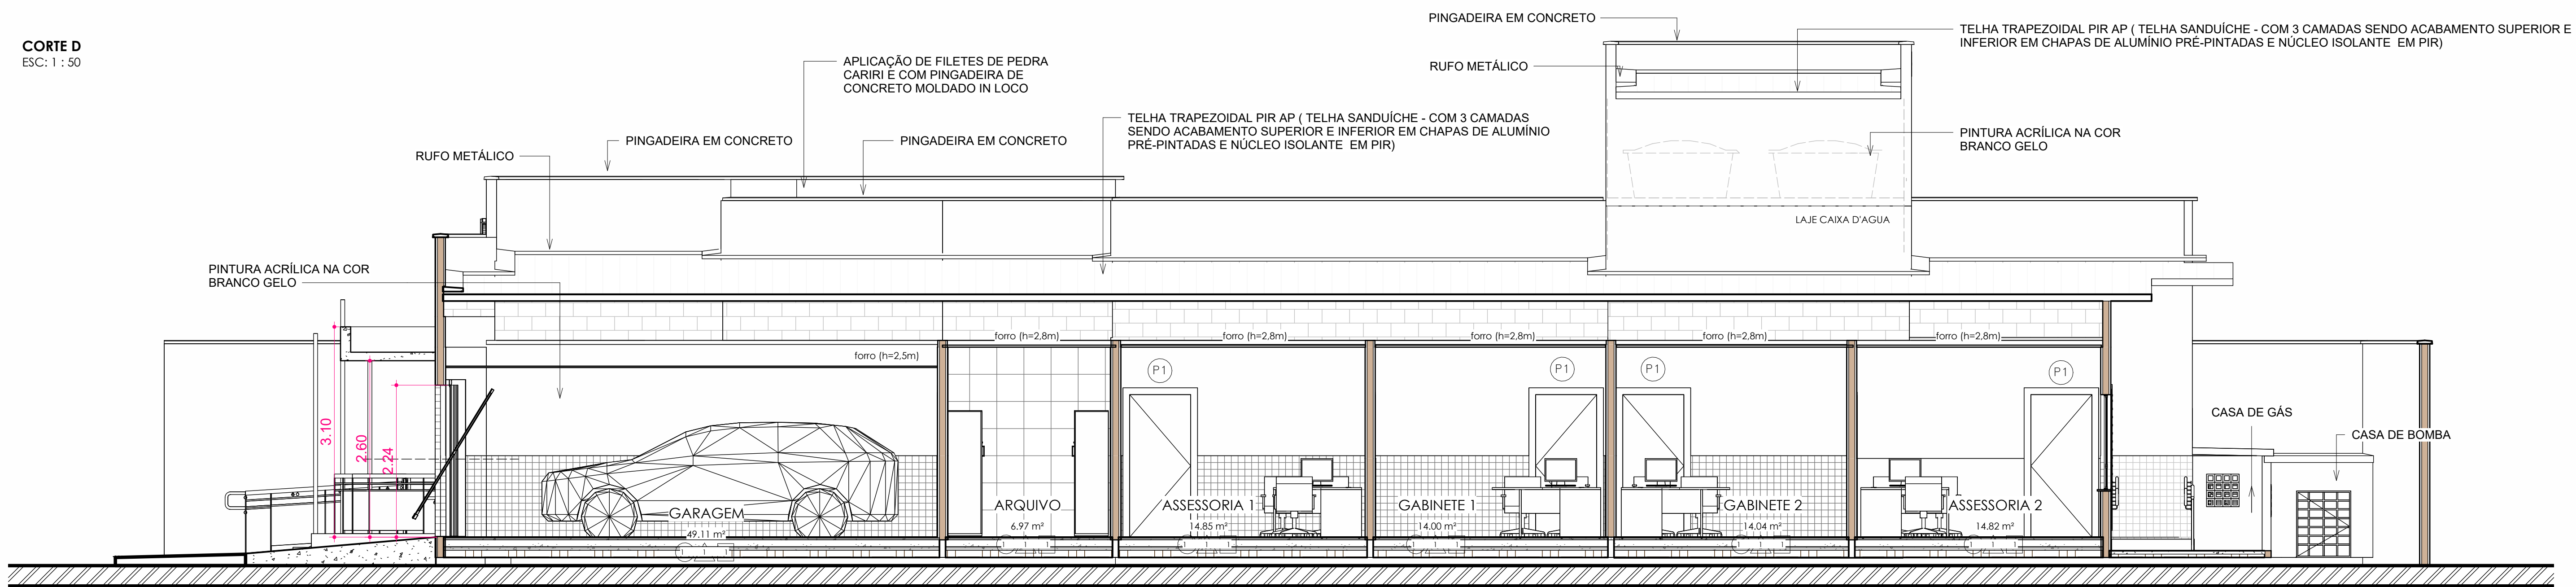 CORTE D
ESC: 1 : 50
PINGADEIRA EM CONCRETO
TELHA TRAPEZOIDAL PIR AP ( TELHA SANDUÍCHE - COM 3 CAMADAS SENDO ACABAMENTO SUPERIOR E
INFERIOR EM CHAPAS DE ALUMÍNIO PRÉ-PINTADAS E NÚCLEO ISOLANTE EM PIR)
RUFO METÁLICO
APLICAÇÃO DE FILETES DE PEDRA
CARIRI E COM PINGADEIRA DE
CONCRETO MOLDADO IN LOCO
TELHA TRAPEZOIDAL PIR AP ( TELHA SANDUÍCHE - COM 3 CAMADAS
SENDO ACABAMENTO SUPERIOR E INFERIOR EM CHAPAS DE ALUMÍNIO
PRÉ-PINTADAS E NÚCLEO ISOLANTE EM PIR)
PINGADEIRA EM CONCRETO
PINGADEIRA EM CONCRETO
RUFO METÁLICO
PINTURA ACRÍLICA NA COR
BRANCO GELO
LAJE CAIXA D'AGUA
PINTURA ACRÍLICA NA COR
BRANCO GELO
forro (h=2,5m)
forro (h=2,8m)
forro (h=2,8m)
forro (h=2,8m)
forro (h=2,8m)
forro (h=2,8m)
P1
P1
P1
P1
3.10
2.60
2.24
CASA DE GÁS
CASA DE BOMBA
GARAGEM
49.11 m²
ARQUIVO
6.97 m²
ASSESSORIA 1
14.85 m²
GABINETE 1
14.00 m²
GABINETE 2
14.04 m²
ASSESSORIA 2
14.82 m²